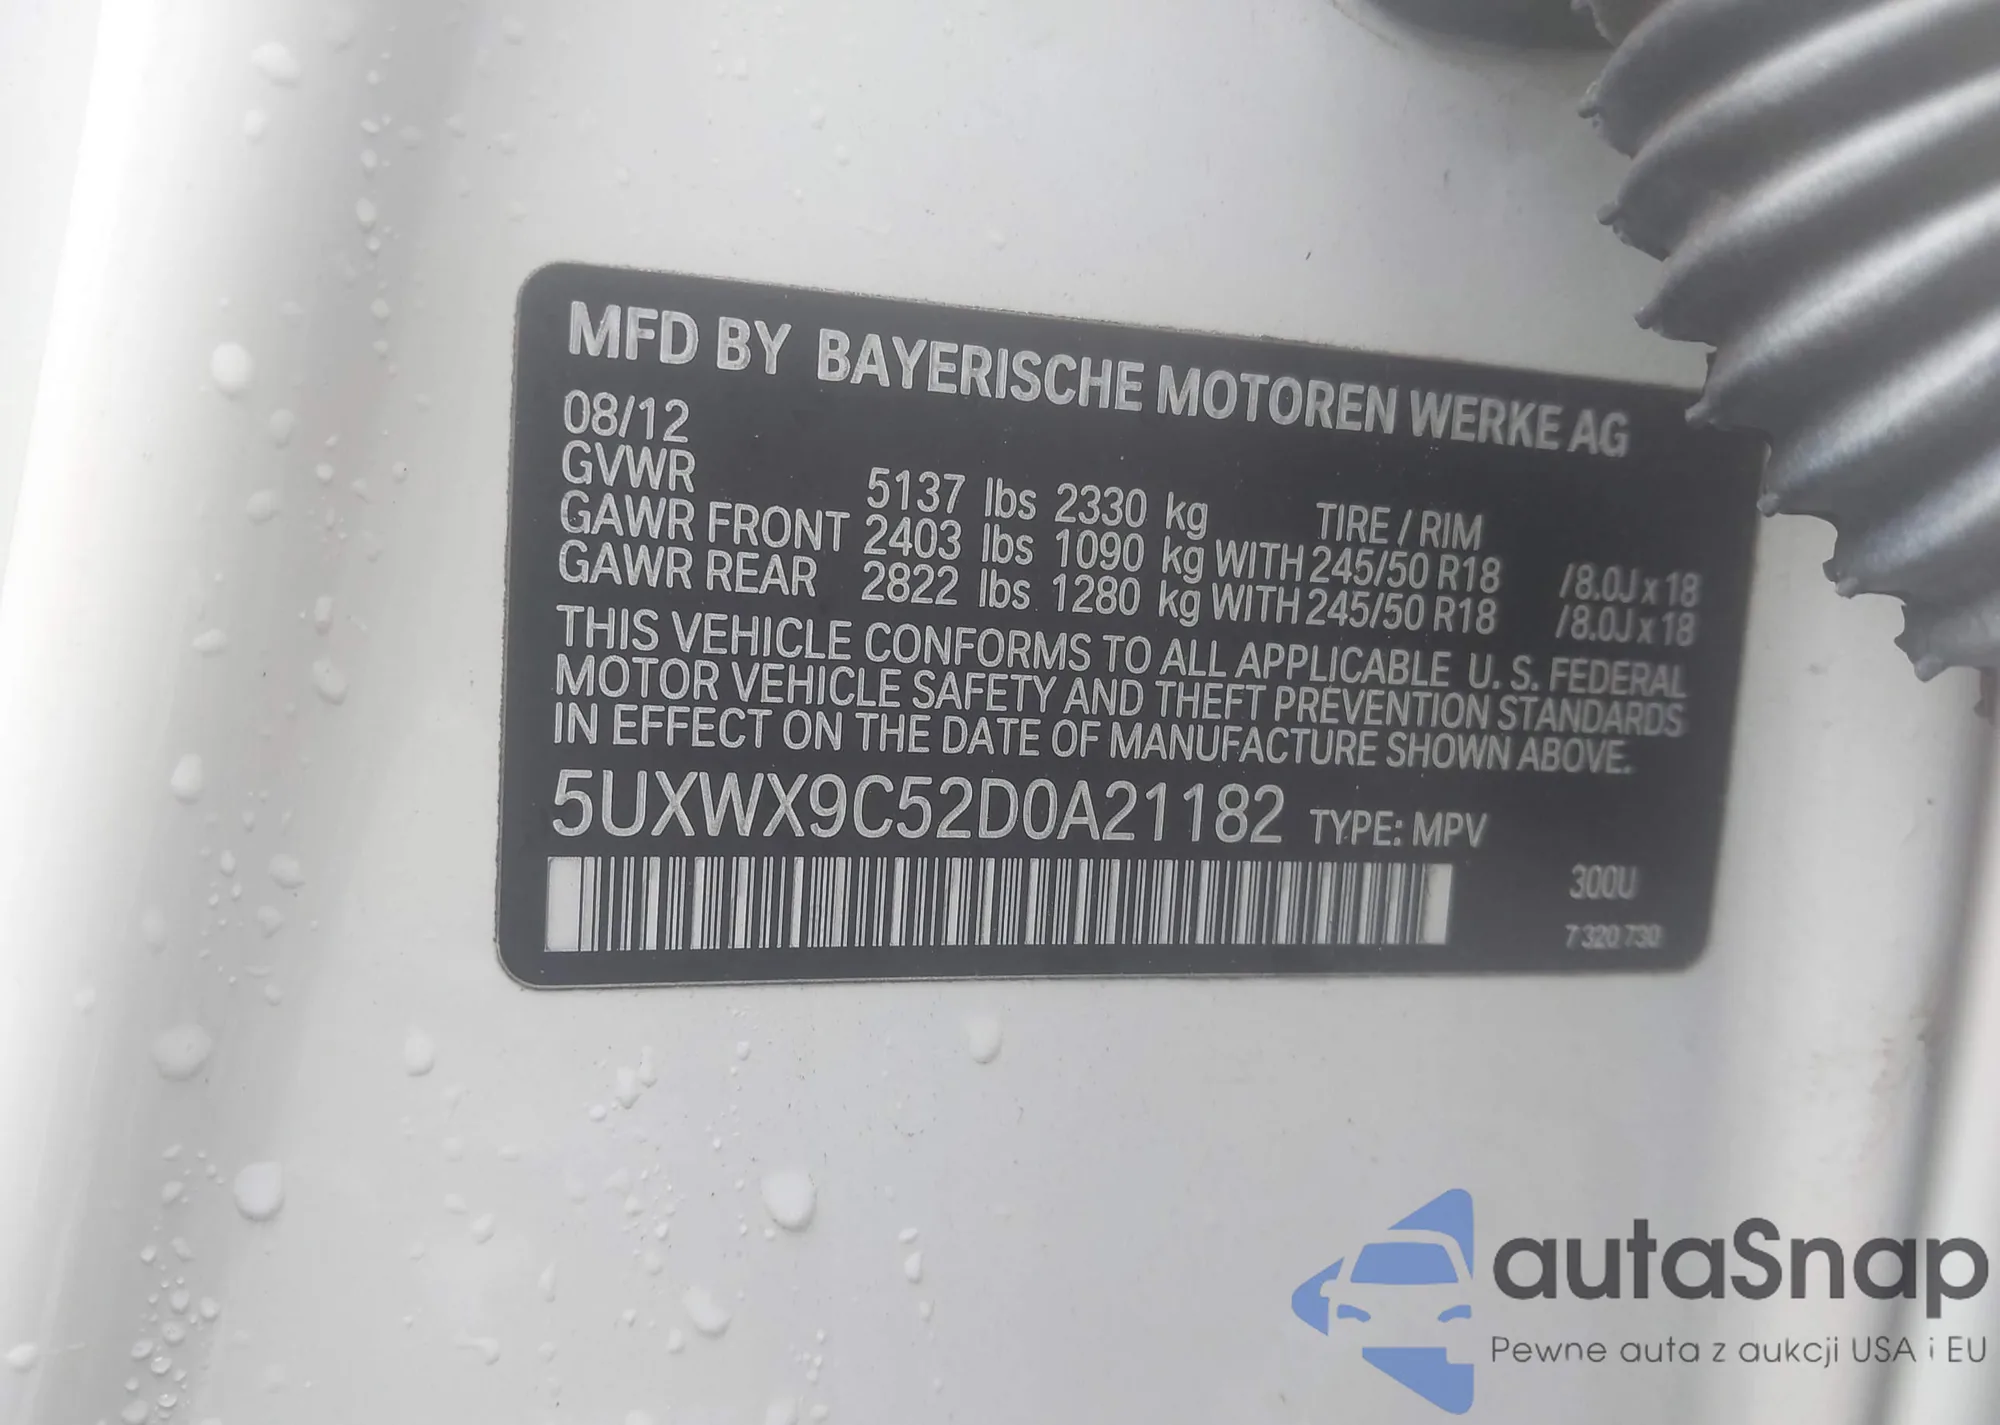 MFD BY BAYERISCHE MOTOREN WERKE AG
08/12
GVWR 5137 lbs 2330 kg TIRE / RIM
GAWR FRONT 2403 lbs 1090 kg WITH 245/50 R18 /8.0J x 18
GAWR REAR 2822 lbs 1280 kg WITH 245/50 R18 /8.0J x 18
THIS VEHICLE CONFORMS TO ALL APPLICABLE U. S. FEDERAL
MOTOR VEHICLE SAFETY AND THEFT PREVENTION STANDARDS
IN EFFECT ON THE DATE OF MANUFACTURE SHOWN ABOVE.
5UXWX9C52D0A21182 TYPE: MPV
300U
7 320 730
autaSnap
Pewne auta z aukcji USA i EU